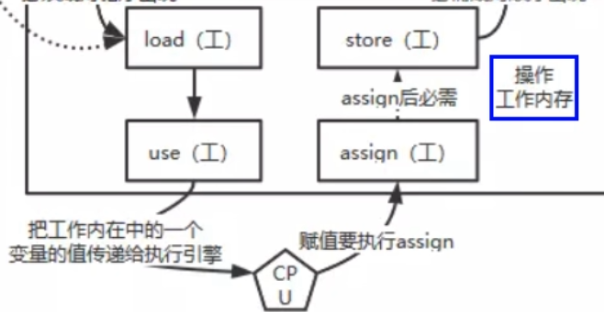 load（工）
store（工）
操作
工作内存
assign后必需
use（工）
assign（工）
把工作内在中的一个
变量的值传递给执行引擎
赋值要执行assign
CP
U